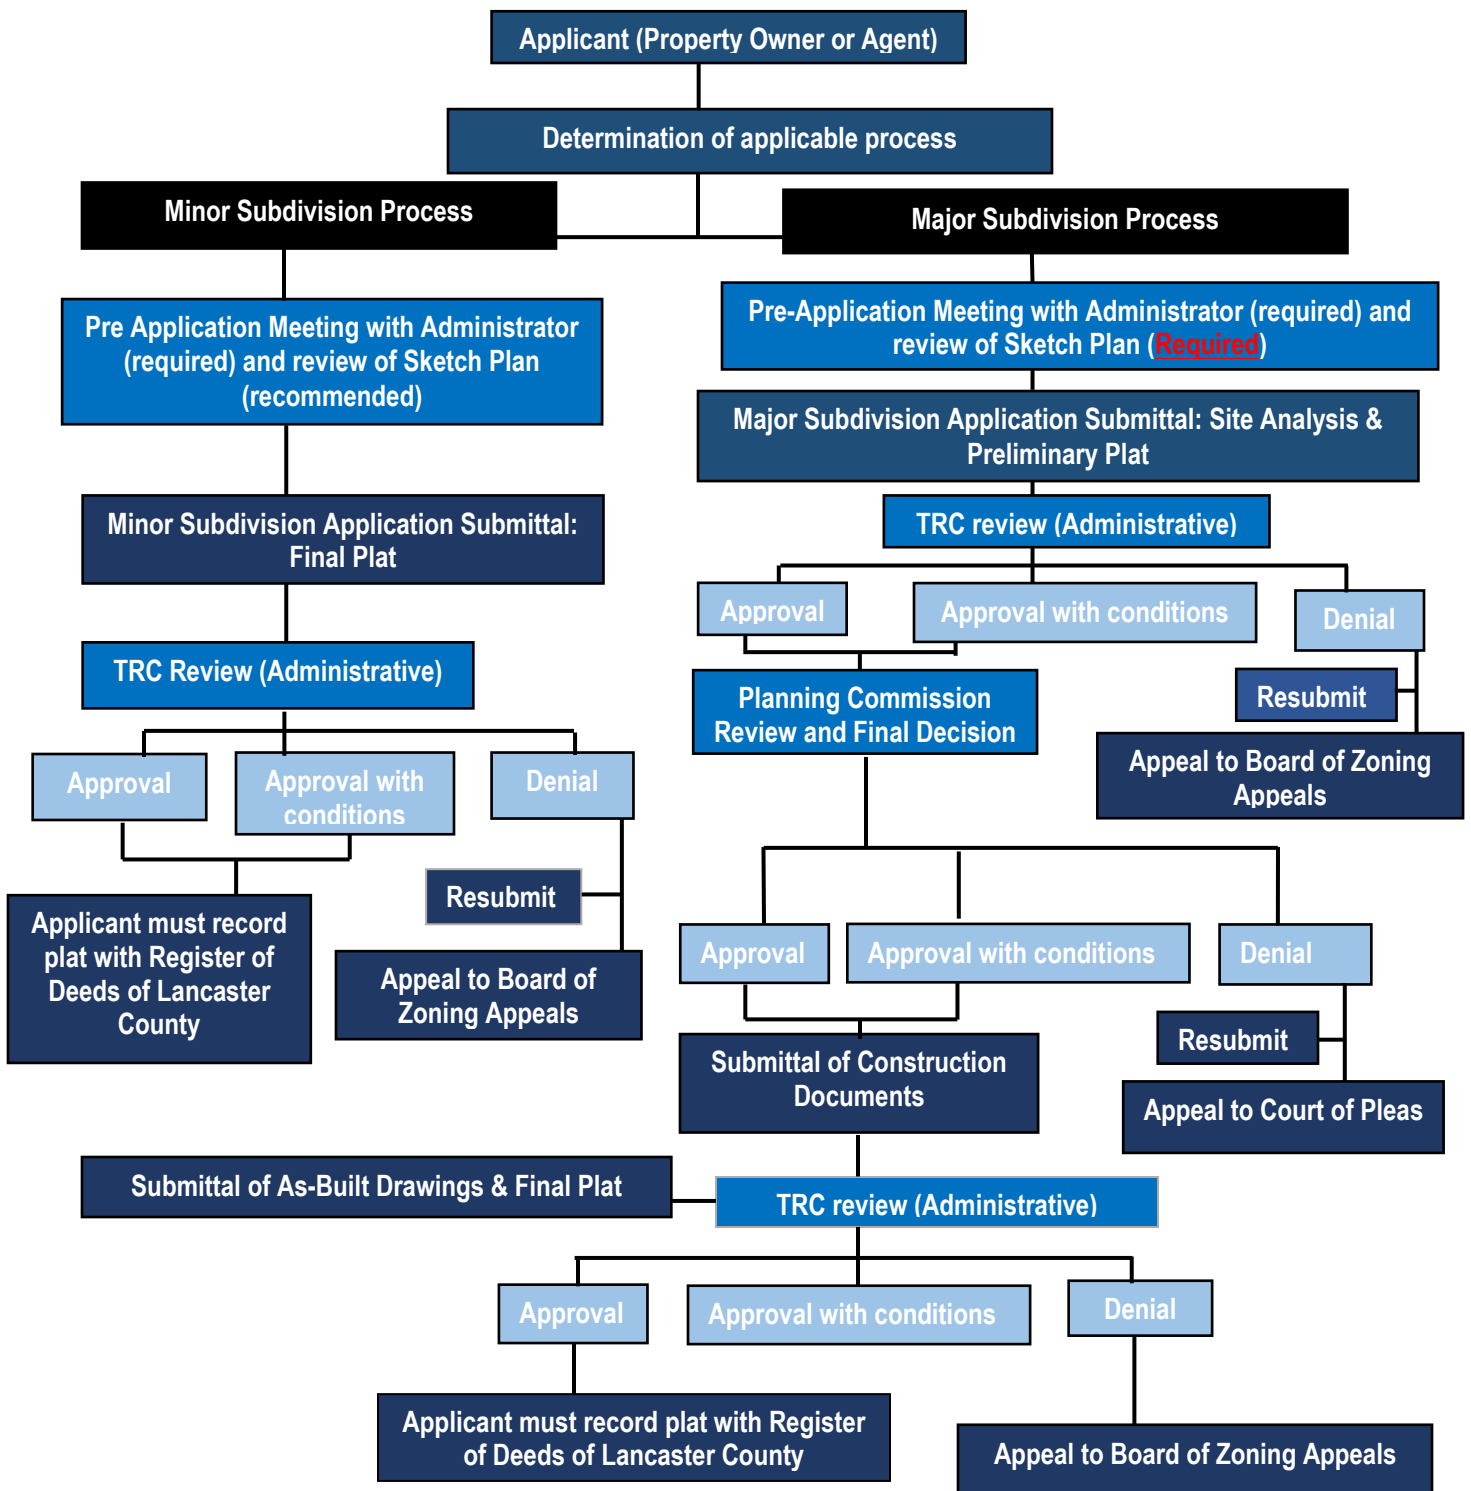 Applicant (Property Owner or Agent)
Determination of applicable process
Minor Subdivision Process
Major Subdivision Process
Pre Application Meeting with Administrator
(required) and review of Sketch Plan
(recommended)
Pre-Application Meeting with Administrator (required) and
review of Sketch Plan (Required)
Major Subdivision Application Submittal: Site Analysis &
Preliminary Plat
Minor Subdivision Application Submittal:
Final Plat
TRC review (Administrative)
Approval
Approval with conditions
Denial
TRC Review (Administrative)
Resubmit
Planning Commission
Review and Final Decision
Appeal to Board of Zoning
Appeals
Approval
Approval with
conditions
Denial
Resubmit
Applicant must record
plat with Register of
Deeds of Lancaster
County
Appeal to Board of
Zoning Appeals
Approval
Approval with conditions
Denial
Resubmit
Submittal of Construction
Documents
Appeal to Court of Pleas
Submittal of As-Built Drawings & Final Plat
TRC review (Administrative)
Approval
Approval with conditions
Denial
Applicant must record plat with Register
of Deeds of Lancaster County
Appeal to Board of Zoning Appeals